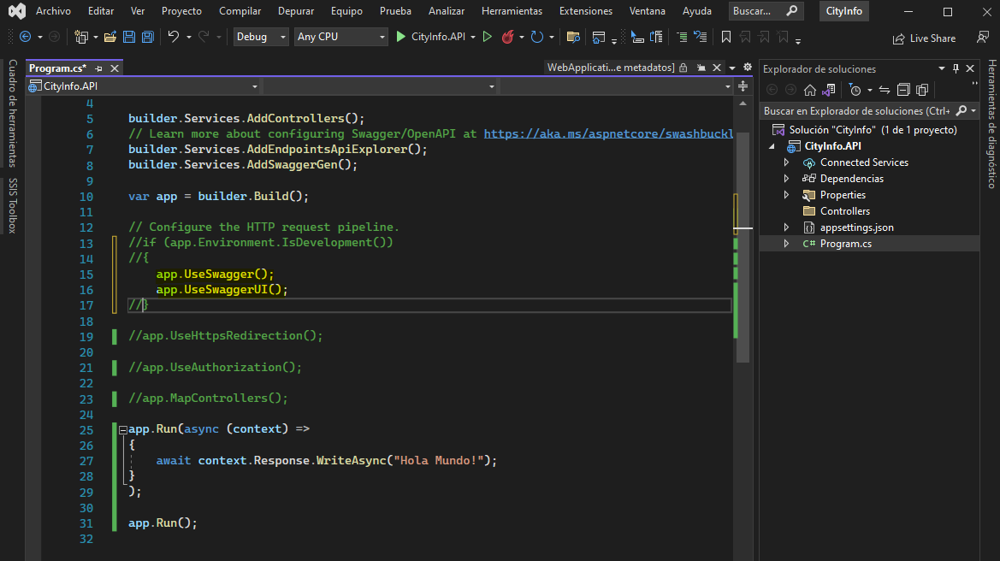 Archivo Editar Ver Proyecto Compilar Depurar Equipo Prueba Analizar Herramientas Extensiones Ventana Ayuda Buscar... CityInfo
Debug Any CPU CityInfo.API Live Share
Cuadro de herramientas
SSIS Toolbox
Program.cs*
WebApplicati...e metadatos]
CityInfo.API
4
5 builder.Services.AddControllers();
6 // Learn more about configuring Swagger/OpenAPI at https://aka.ms/aspnetcore/swashbuckl
7 builder.Services.AddEndpointsApiExplorer();
8 builder.Services.AddSwaggerGen();
9
10 var app = builder.Build();
11
12 // Configure the HTTP request pipeline.
13 //if (app.Environment.IsDevelopment())
14 //{
15 app.UseSwagger();
16 app.UseSwaggerUI();
17 //}
18
19 //app.UseHttpsRedirection();
20
21 //app.UseAuthorization();
22
23 //app.MapControllers();
24
25 app.Run(async (context) =>
26 {
27 await context.Response.WriteAsync("Hola Mundo!");
28 }
29 );
30
31 app.Run();
32
Explorador de soluciones
Buscar en Explorador de soluciones (Ctrl+
Solución "CityInfo" (1 de 1 proyecto)
CityInfo.API
Connected Services
Dependencias
Properties
Controllers
appsettings.json
C# Program.cs
Herramientas de diagnóstico